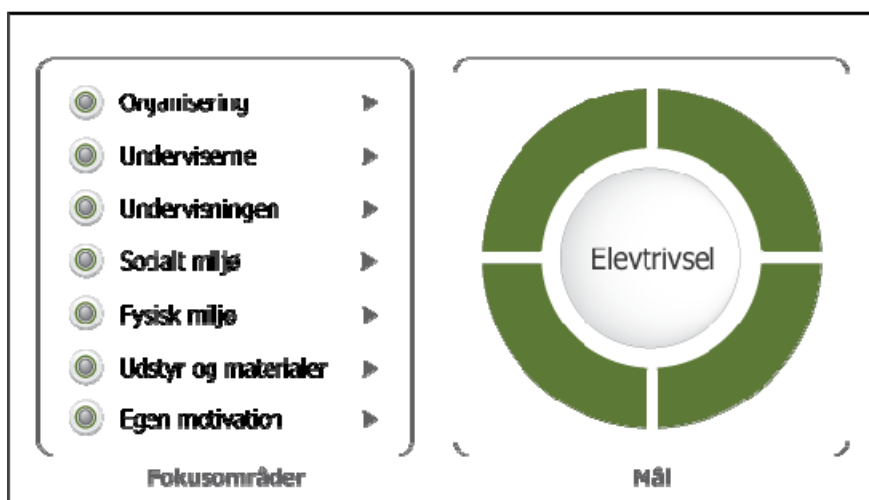 Organisering
Underviserne
Undervisningen
Socialt miljø
Fysisk miljø
Udstyr og materialer
Egen motivation
Fokusområder
Elevtrivsel
Mål